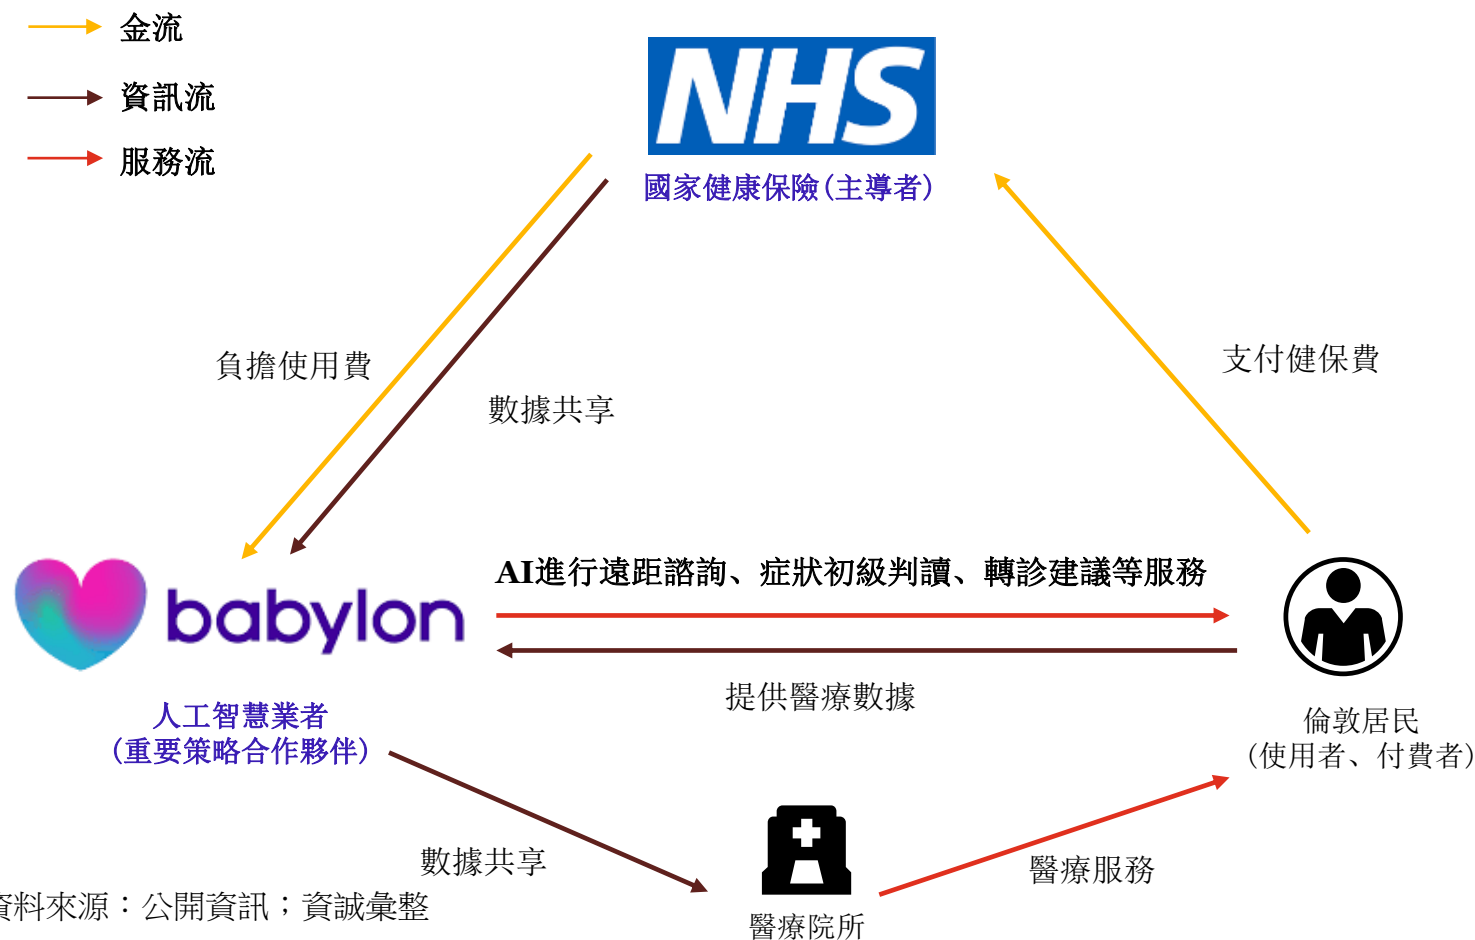 金流
資訊流
服務流
NHS
國家健康保險(主導者)
負擔使用費
數據共享
支付健保費
babylon
AI進行遠距諮詢、症狀初級判讀、轉診建議等服務
提供醫療數據
人工智慧業者
(重要策略合作夥伴)
倫敦居民
(使用者、付費者)
數據共享
醫療服務
醫療院所
資料來源：公開資訊；資誠彙整